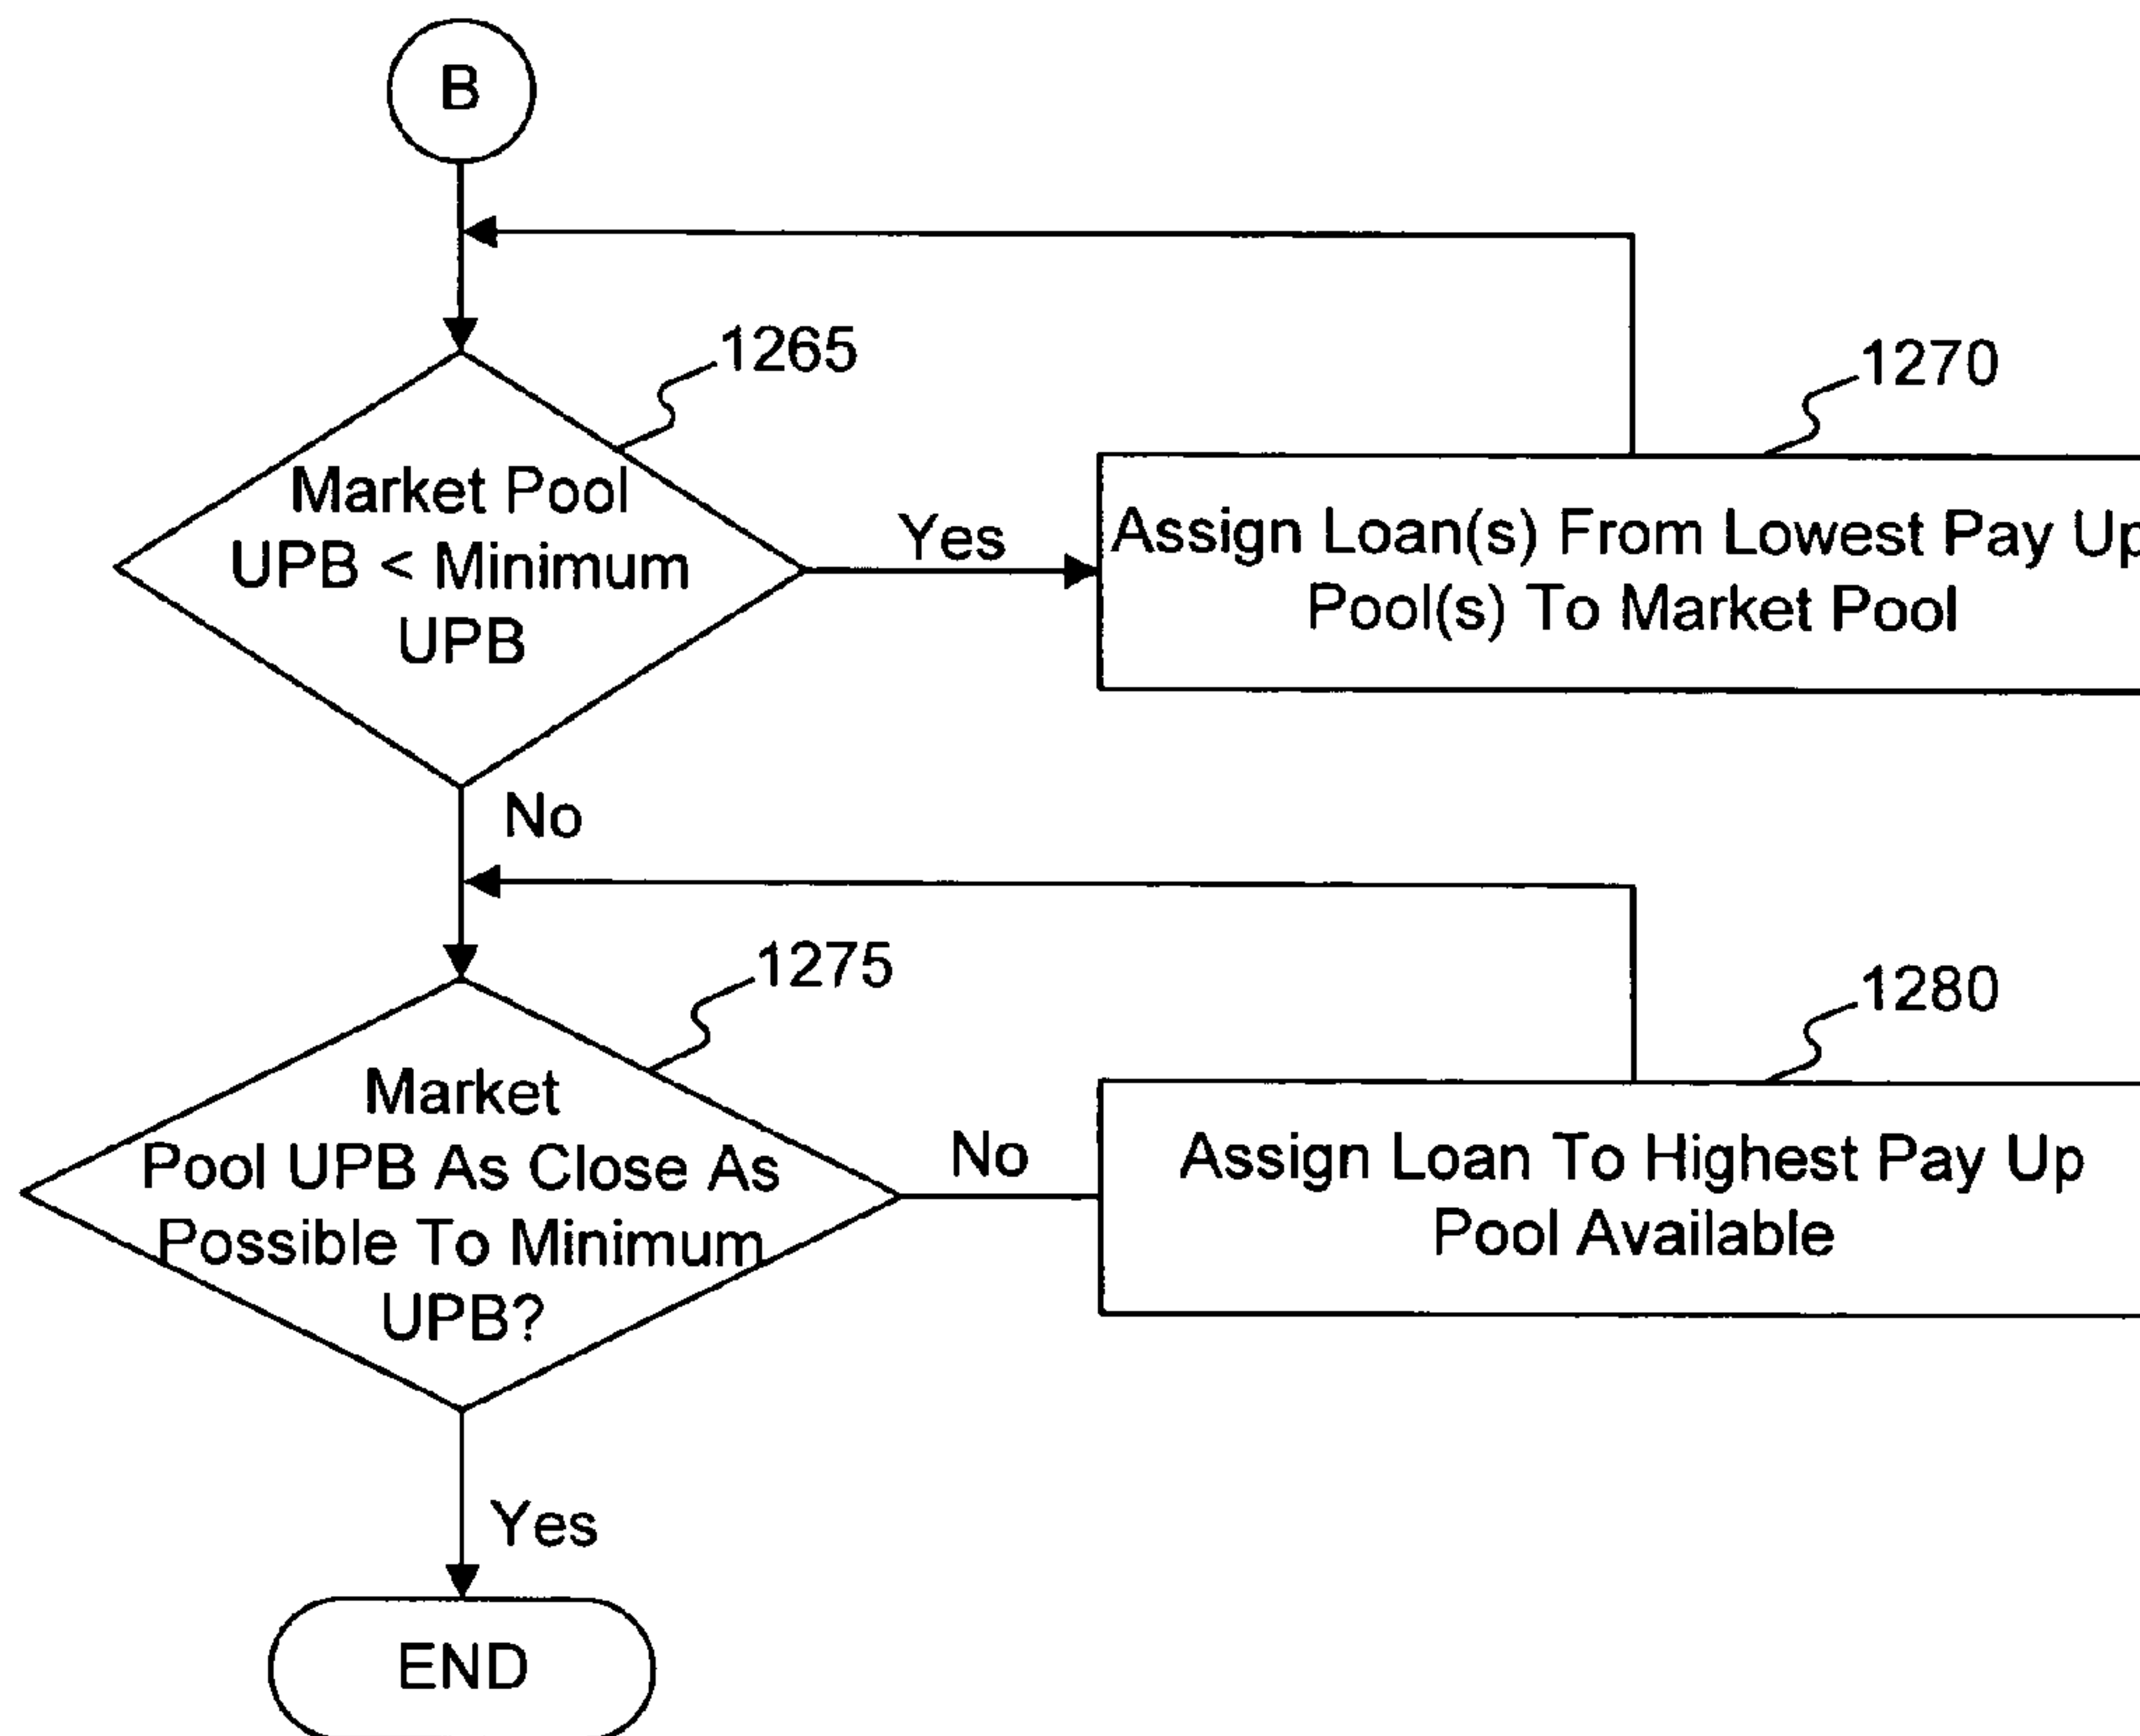 B
1265
Market Pool
UPB < Minimum
UPB
Yes
1270
Assign Loan(s) From Lowest Pay Up
Pool(s) To Market Pool
No
1275
Market
Pool UPB As Close As
Possible To Minimum
UPB?
No
1280
Assign Loan To Highest Pay Up
Pool Available
Yes
END